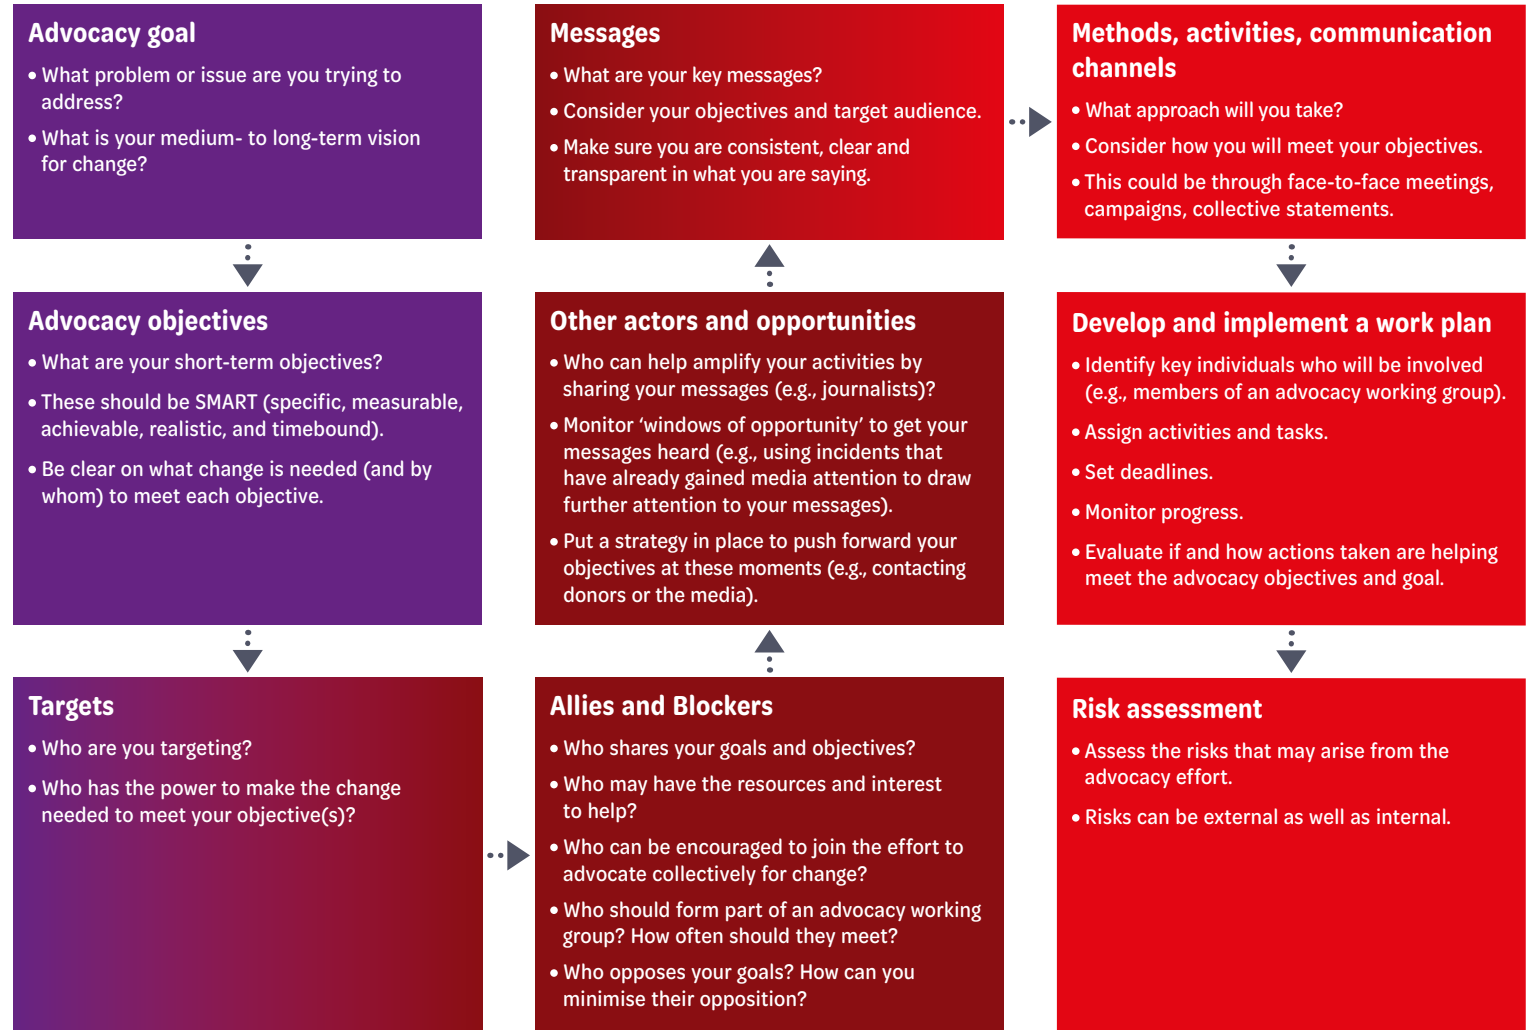 Advocacy goal
• What problem or issue are you trying to
address?
• What is your medium- to long-term vision
for change?
Advocacy objectives
• What are your short-term objectives?
• These should be SMART (specific, measurable,
achievable, realistic, and timebound).
• Be clear on what change is needed (and by
whom) to meet each objective.
Targets
• Who are you targeting?
• Who has the power to make the change
needed to meet your objective(s)?
Allies and Blockers
• Who shares your goals and objectives?
• Who may have the resources and interest
to help?
• Who can be encouraged to join the effort to
advocate collectively for change?
• Who should form part of an advocacy working
group? How often should they meet?
• Who opposes your goals? How can you
minimise their opposition?
Other actors and opportunities
• Who can help amplify your activities by
sharing your messages (e.g., journalists)?
• Monitor ‘windows of opportunity’ to get your
messages heard (e.g., using incidents that
have already gained media attention to draw
further attention to your messages).
• Put a strategy in place to push forward your
objectives at these moments (e.g., contacting
donors or the media).
Messages
• What are your key messages?
• Consider your objectives and target audience.
• Make sure you are consistent, clear and
transparent in what you are saying.
Methods, activities, communication
channels
• What approach will you take?
• Consider how you will meet your objectives.
• This could be through face-to-face meetings,
campaigns, collective statements.
Develop and implement a work plan
• Identify key individuals who will be involved
(e.g., members of an advocacy working group).
• Assign activities and tasks.
• Set deadlines.
• Monitor progress.
• Evaluate if and how actions taken are helping
meet the advocacy objectives and goal.
Risk assessment
• Assess the risks that may arise from the
advocacy effort.
• Risks can be external as well as internal.